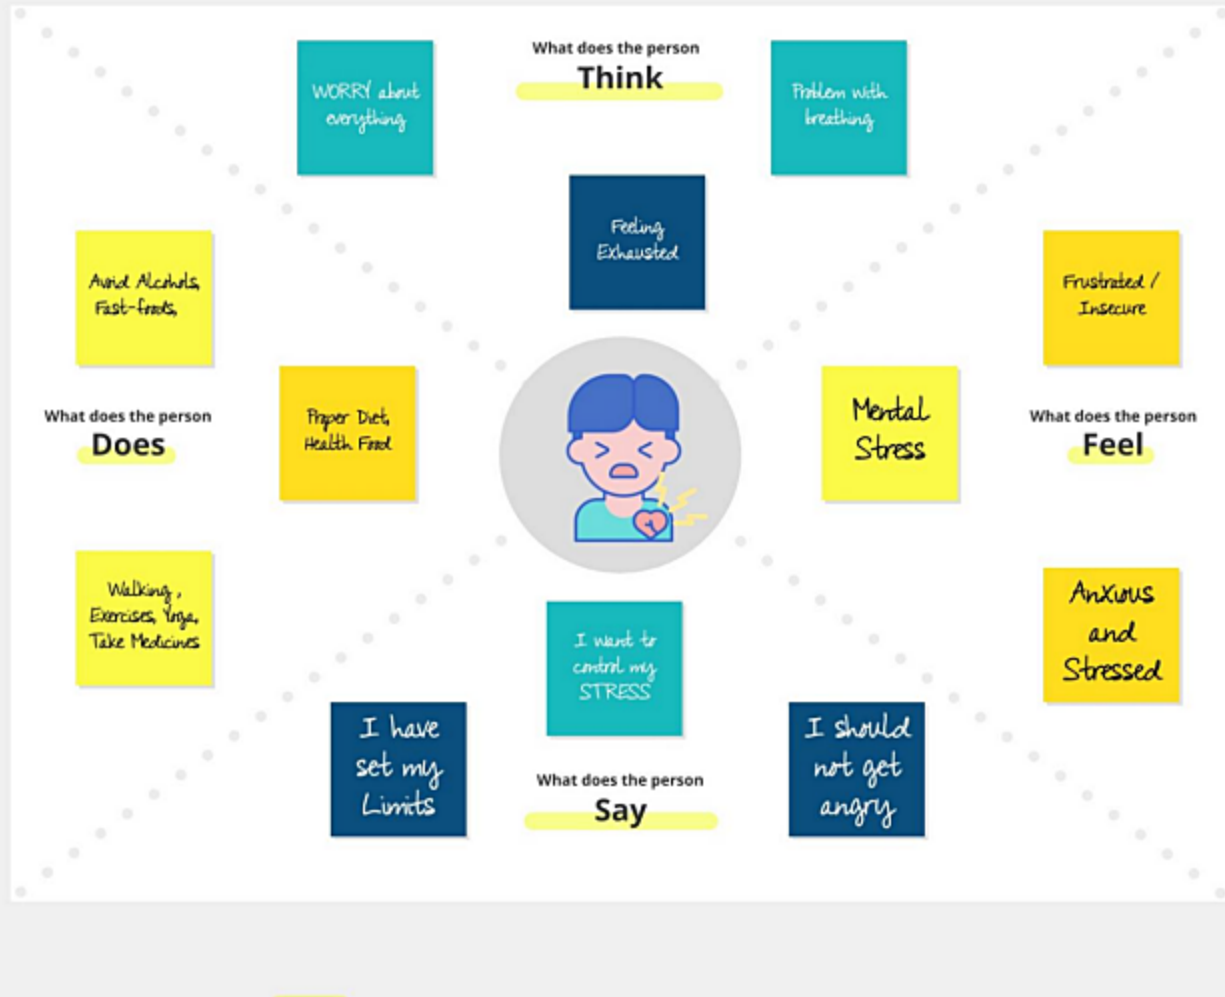 What does the person
Think
WORRY about
everything
Problem with
breathing
Feeling
Exhausted
Avoid Alcohols,
Fast-foods,
Proper Diet,
Health Food
What does the person
Does
Walking,
Exercises, Yoga,
Take Medicines
Frustrated /
Insecure
Mental
Stress
What does the person
Feel
Anxious
and
Stressed
I want to
control my
STRESS
I have
set my
Limits
I should
not get
angry
What does the person
Say